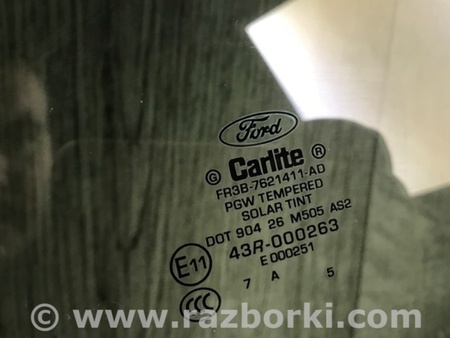 Ford
G Carlite R
FR3B-7621411-AD
PGW TEMPERED
SOLAR TINT
DOT 904 26 M505 AS2
43R-000263
E 000251
E11
7 A 5
CCC
© www.razborki.com